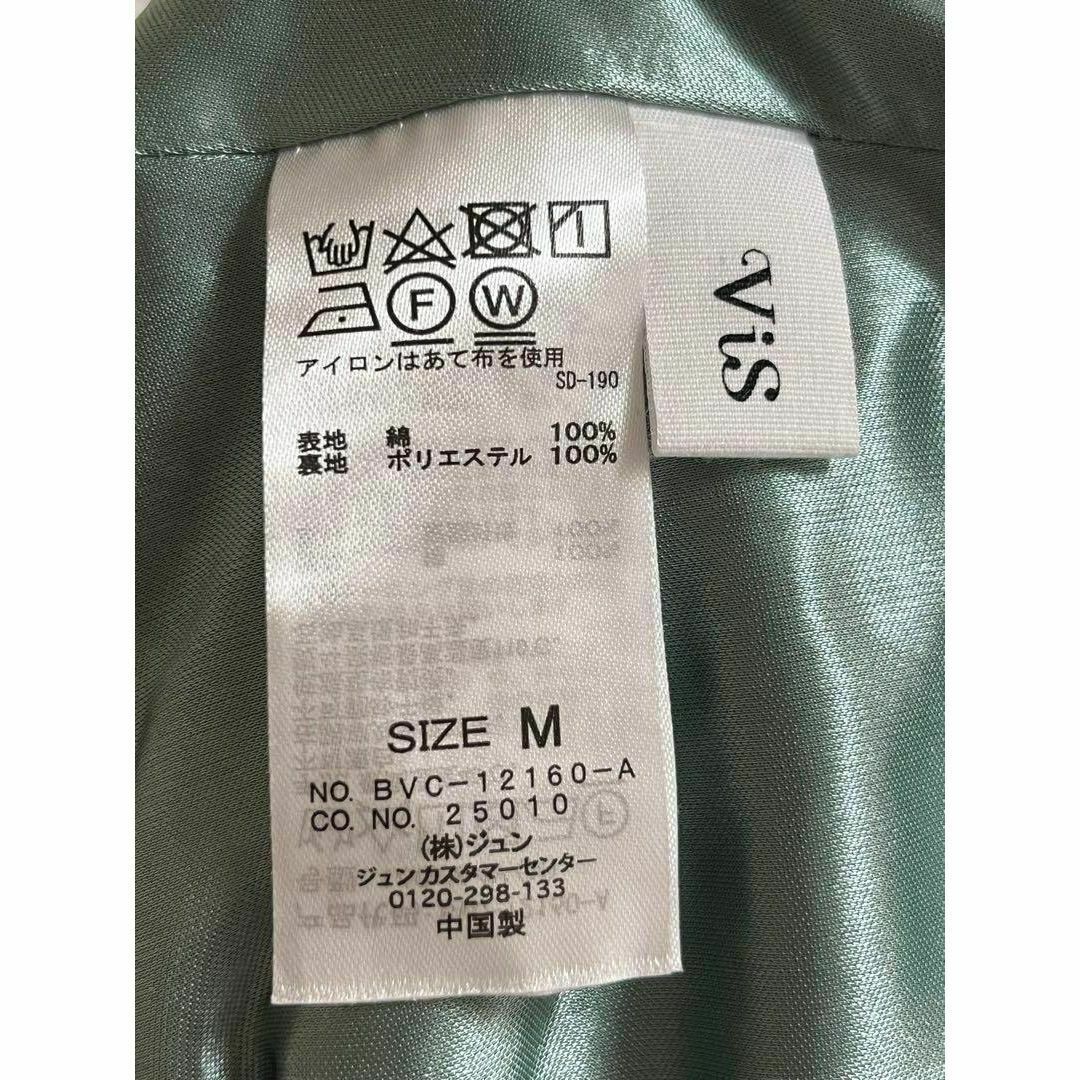 F W
アイロンはあて布を使用
SD-190
表地 綿 100%
裏地 ポリエステル 100%
SIZE M
NO. BVC-12160-A
CO. NO. 25010
(株)ジュン
ジュンカスタマーセンター
0120-298-133
中国製
ViS